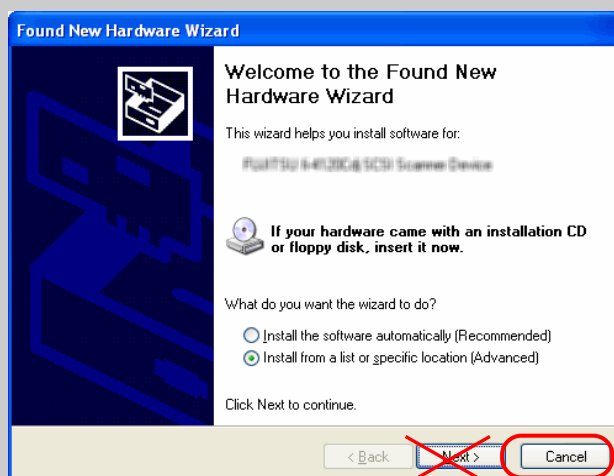 Found New Hardware Wizard
Welcome to the Found New
Hardware Wizard
This wizard helps you install software for:
SCSI Scanner Device
If your hardware came with an installation CD
or floppy disk, insert it now.
What do you want the wizard to do?
Install the software automatically (Recommended)
Install from a list or specific location (Advanced)
Click Next to continue.
< Back
Next >
Cancel